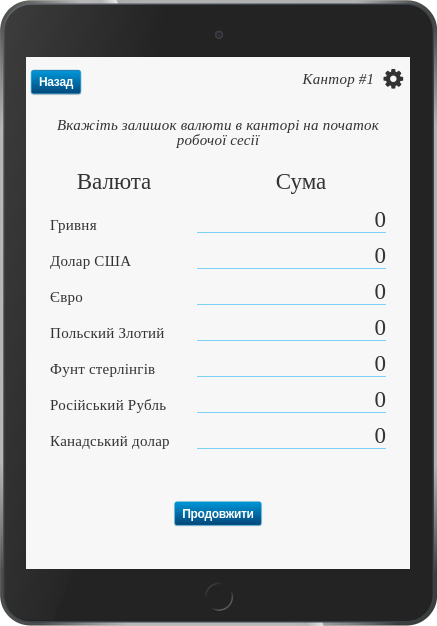 Назад
Кантор #1
Вкажіть залишок валюти в канторі на початок
робочої сесії
Валюта Сума
Гривня 0
Долар США 0
Євро 0
Польский Злотий 0
Фунт стерлінгів 0
Російський Рубль 0
Канадський долар 0
Продовжити